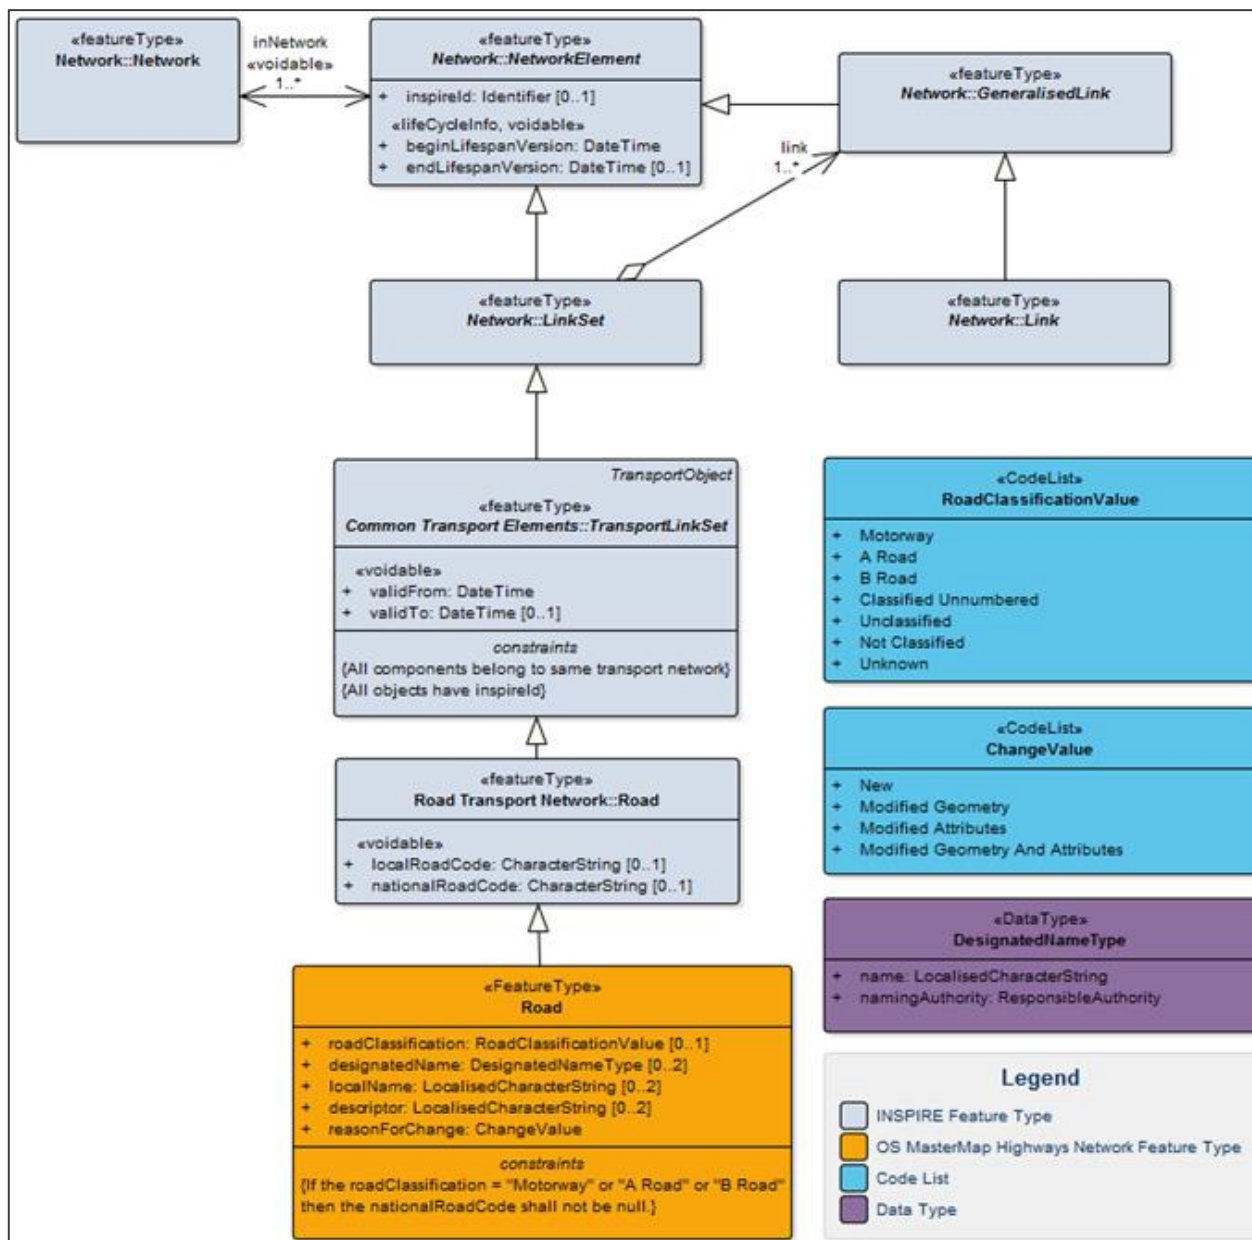 «featureType»
Network::Network
inNetwork
«voidable»
1..*
«featureType»
Network::NetworkElement
+ inspireId: Identifier [0..1]
«lifeCycleInfo, voidable»
+ beginLifespanVersion: DateTime
+ endLifespanVersion: DateTime [0..1]
«featureType»
Network::GeneralisedLink
link
1..*
«featureType»
Network::LinkSet
«featureType»
Network::Link
TransportObject
«featureType»
Common Transport Elements::TransportLinkSet
«voidable»
+ validFrom: DateTime
+ validTo: DateTime [0..1]
constraints
{All components belong to same transport network}
{All objects have inspireId}
«featureType»
Road Transport Network::Road
«voidable»
+ localRoadCode: CharacterString [0..1]
+ nationalRoadCode: CharacterString [0..1]
«FeatureType»
Road
+ roadClassification: RoadClassificationValue [0..1]
+ designatedName: DesignatedNameType [0..2]
+ localName: LocalisedCharacterString [0..2]
+ descriptor: LocalisedCharacterString [0..2]
+ reasonForChange: ChangeValue
constraints
{If the roadClassification = "Motorway" or "A Road" or "B Road"
then the nationalRoadCode shall not be null.}
«CodeList»
RoadClassificationValue
+ Motorway
+ A Road
+ B Road
+ Classified Unnumbered
+ Unclassified
+ Not Classified
+ Unknown
«CodeList»
ChangeValue
+ New
+ Modified Geometry
+ Modified Attributes
+ Modified Geometry And Attributes
«DataType»
DesignatedNameType
+ name: LocalisedCharacterString
+ namingAuthority: ResponsibleAuthority
Legend
INSPIRE Feature Type
OS MasterMap Highways Network Feature Type
Code List
Data Type